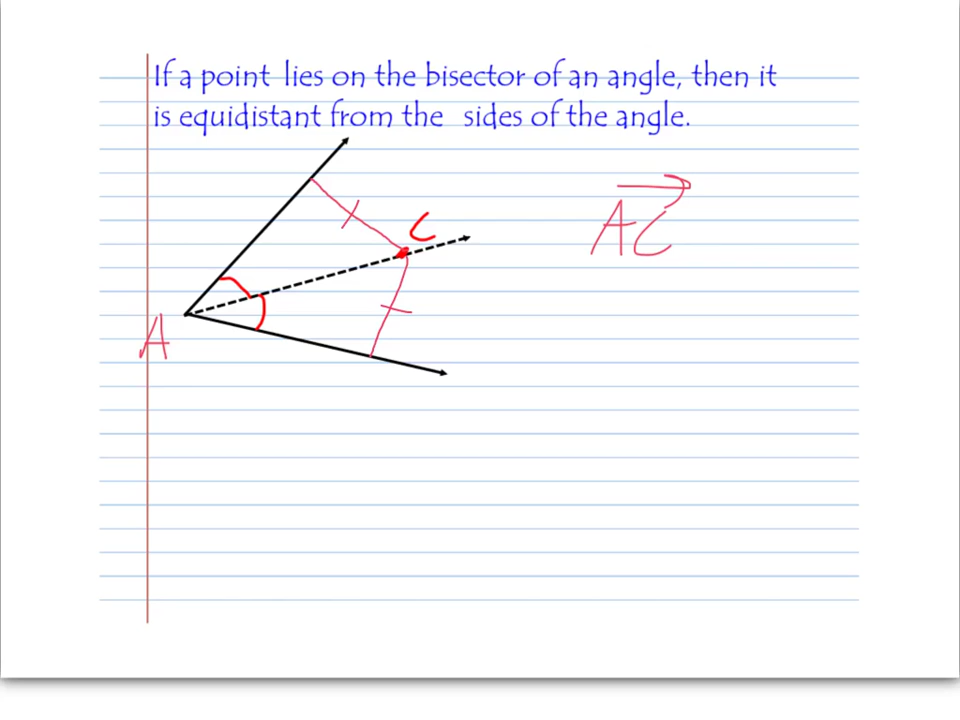 If a point lies on the bisector of an angle, then it
is equidistant from the sides of the angle.
C
AC
A